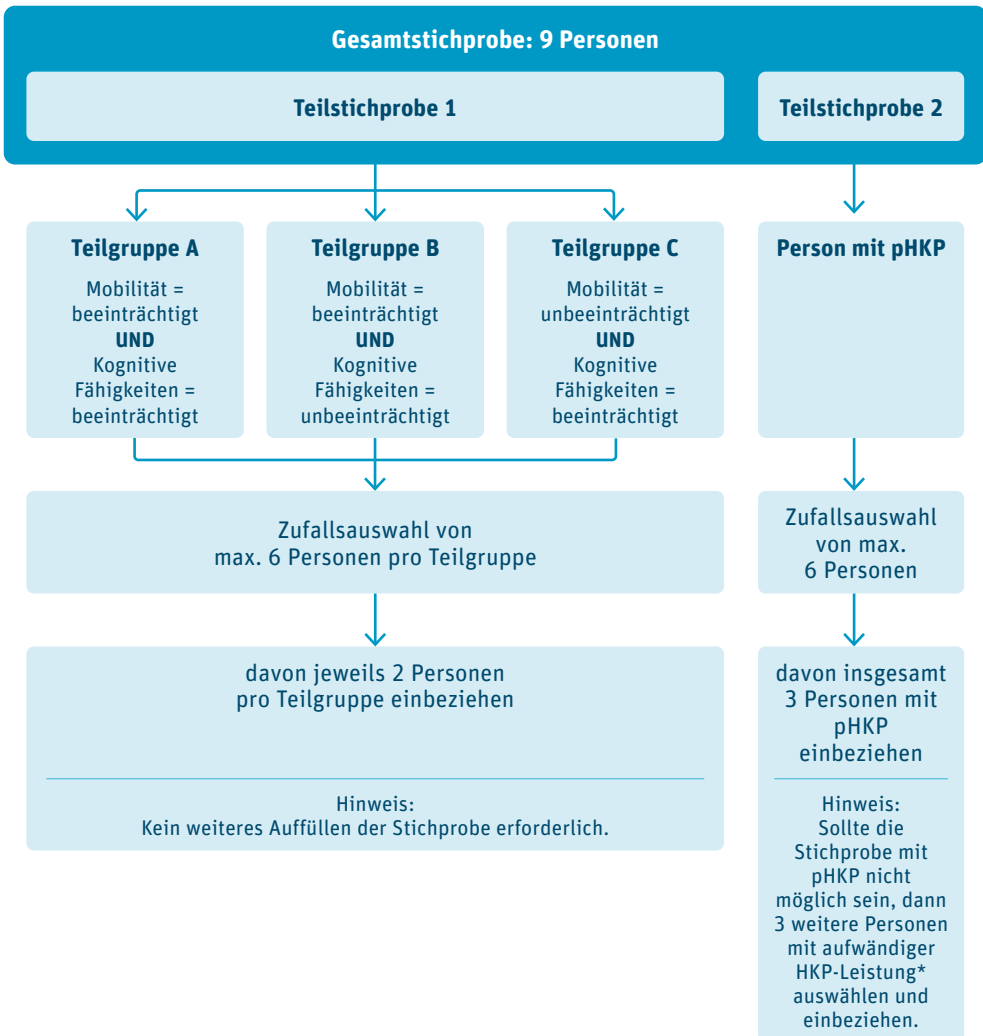 Gesamtstichprobe: 9 Personen
Teilstichprobe 1
Teilstichprobe 2
Teilgruppe A
Mobilität =
beeinträchtigt
UND
Kognitive
Fähigkeiten =
beeinträchtigt
Teilgruppe B
Mobilität =
beeinträchtigt
UND
Kognitive
Fähigkeiten =
unbeeinträchtigt
Teilgruppe C
Mobilität =
unbeeinträchtigt
UND
Kognitive
Fähigkeiten =
beeinträchtigt
Person mit pHKP
Zufallsauswahl von
max. 6 Personen pro Teilgruppe
Zufallsauswahl
von max.
6 Personen
davon jeweils 2 Personen
pro Teilgruppe einbeziehen
Hinweis:
Kein weiteres Auffüllen der Stichprobe erforderlich.
davon insgesamt
3 Personen mit
pHKP
einbeziehen
Hinweis:
Sollte die
Stichprobe mit
pHKP nicht
möglich sein, dann
3 weitere Personen
mit aufwändiger
HKP-Leistung*
auswählen und
einbeziehen.